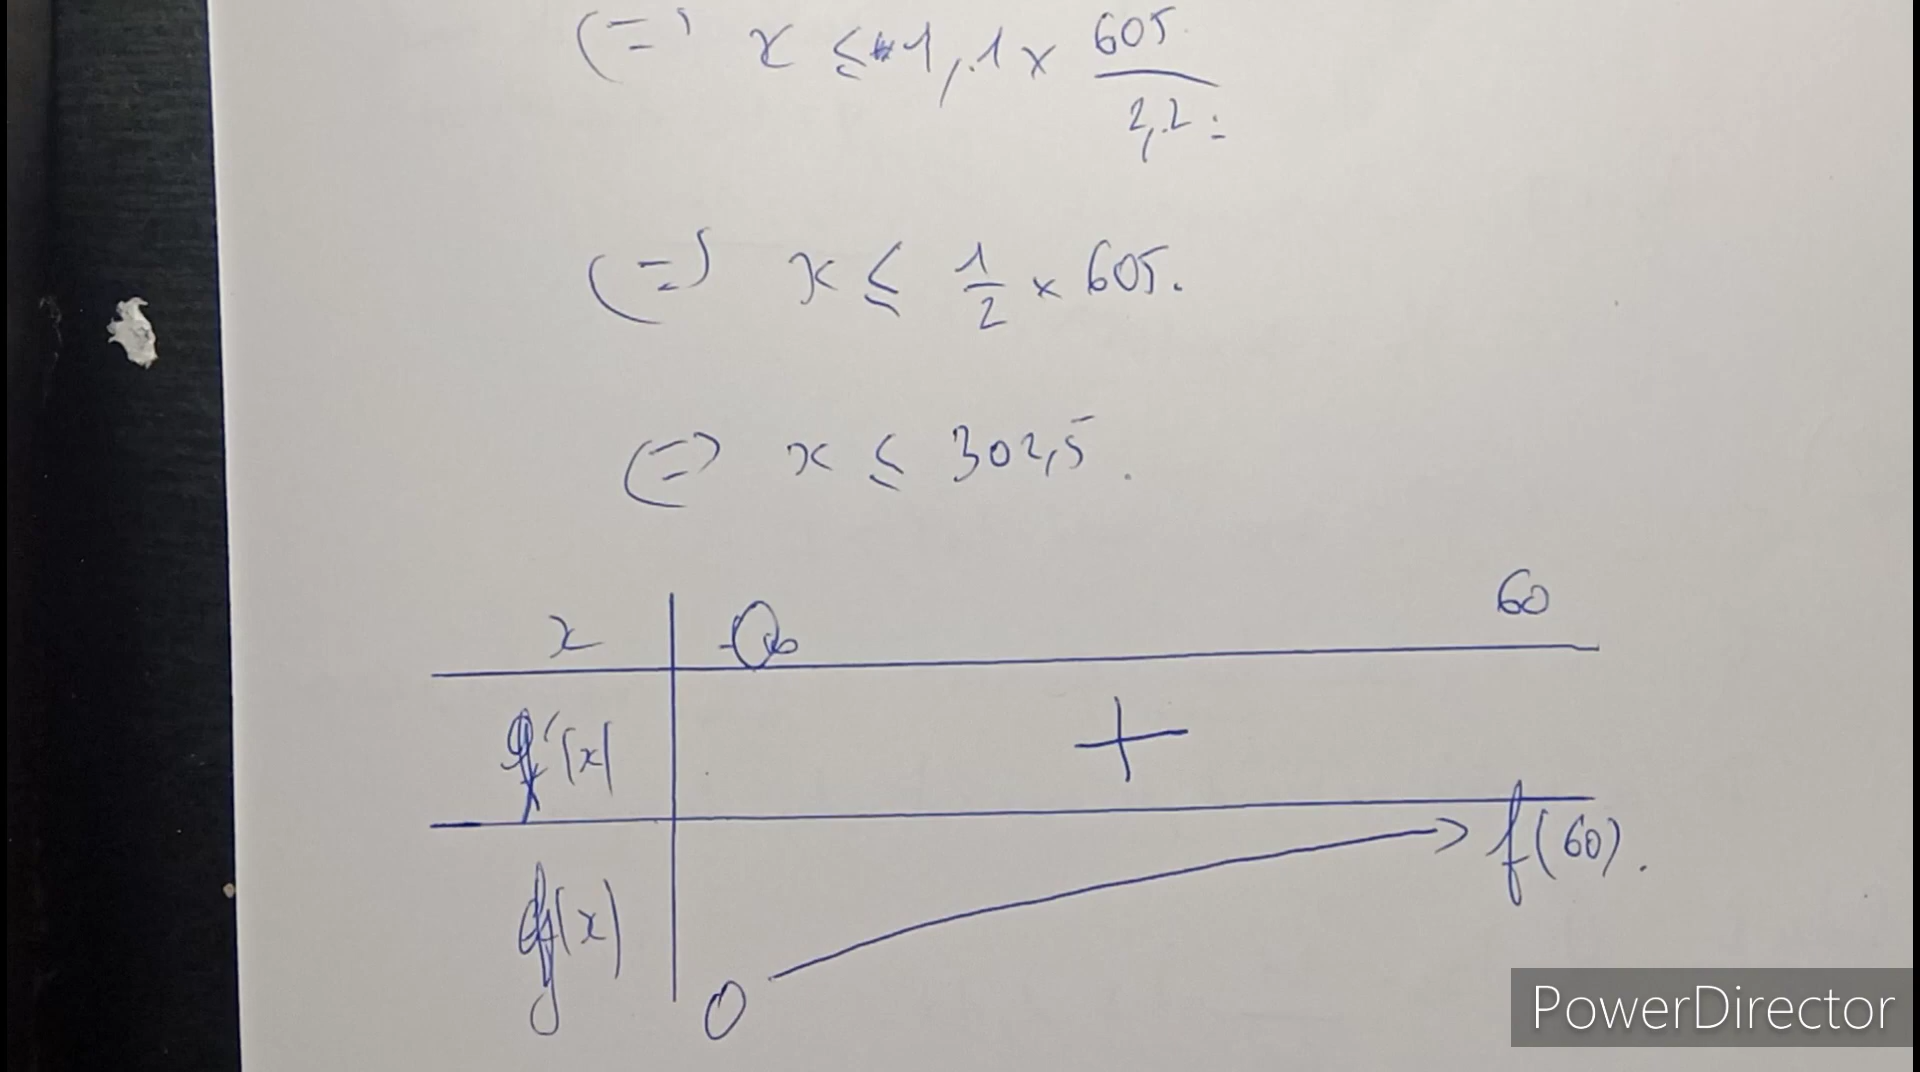 (=) x ≤ 1,1 x 605
2,2
(=) x ≤ 1/2 x 605.
(=) x ≤ 302,5.
x 0 60
f'(x) +
f(x) 0 f(60).
PowerDirector